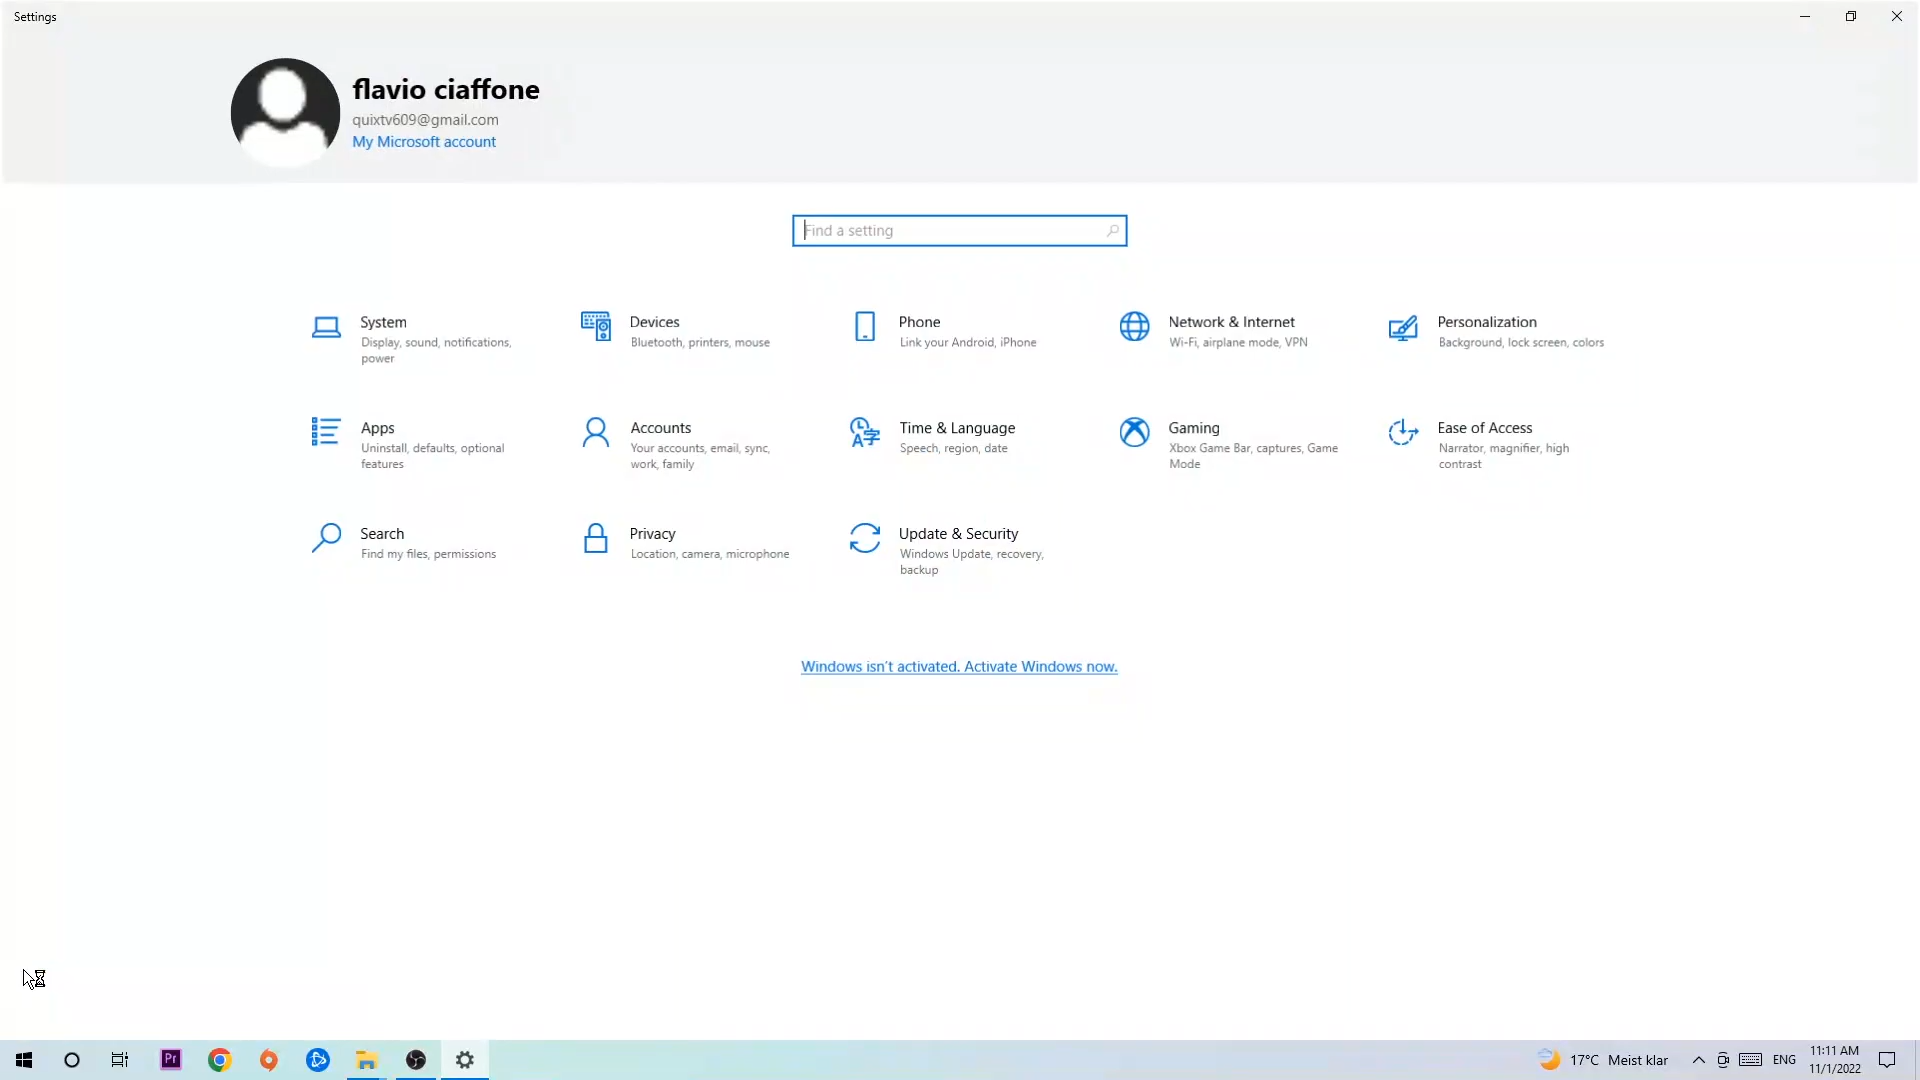 Settings
flavio ciaffone
quixtv609@gmail.com
My Microsoft account
Find a setting
System
Display, sound, notifications,
power
Devices
Bluetooth, printers, mouse
Phone
Link your Android, iPhone
Network & Internet
Wi-Fi, airplane mode, VPN
Personalization
Background, lock screen, colors
Apps
Uninstall, defaults, optional
features
Accounts
Your accounts, email, sync,
work, family
Time & Language
Speech, region, date
Gaming
Xbox Game Bar, captures, Game
Mode
Ease of Access
Narrator, magnifier, high
contrast
Search
Find my files, permissions
Privacy
Location, camera, microphone
Update & Security
Windows Update, recovery,
backup
Windows isn't activated. Activate Windows now.
Pr
17°C Meist klar
ENG
11:11 AM
11/1/2022